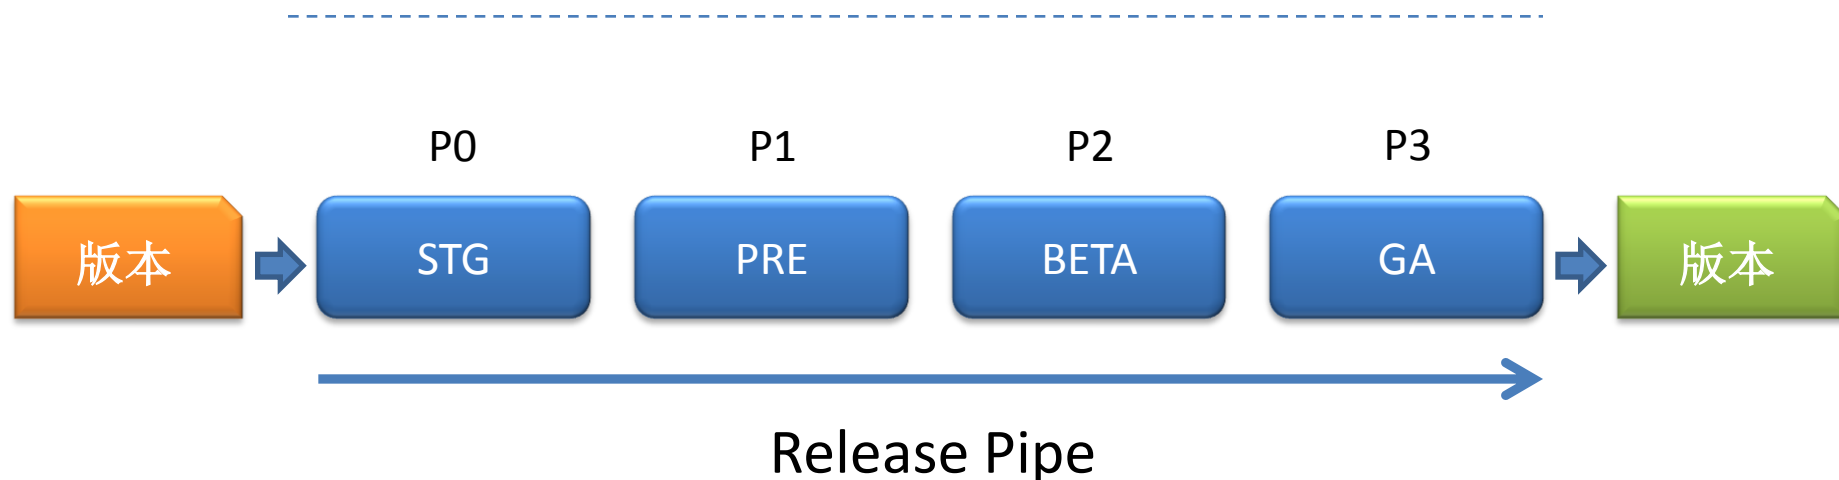 P0 P1 P2 P3
版本 STG PRE BETA GA 版本
Release Pipe